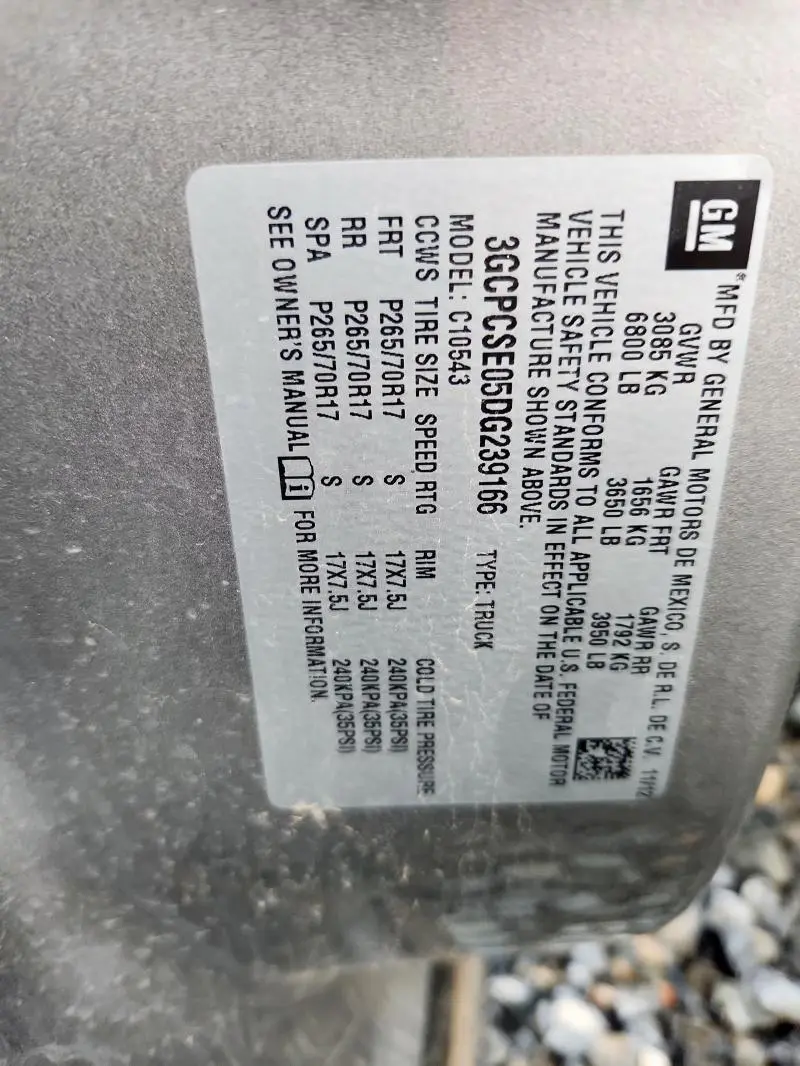 GM
*MFD BY GENERAL MOTORS DE MEXICO, S. DE R.L. DE C.V. 11/12
GVWR GAWR FRT GAWR RR
3085 KG 1656 KG 1792 KG
6800 LB 3650 LB 3950 LB
THIS VEHICLE CONFORMS TO ALL APPLICABLE U.S. FEDERAL MOTOR
VEHICLE SAFETY STANDARDS IN EFFECT ON THE DATE OF
MANUFACTURE SHOWN ABOVE.
3GCPCSE05DG239166 TYPE: TRUCK
MODEL: C10543
CCWS TIRE SIZE SPEED RTG RIM COLD TIRE PRESSURE
FRT P265/70R17 S 17X7.5J 240KPA(35PSI)
RR P265/70R17 S 17X7.5J 240KPA(35PSI)
SPA P265/70R17 S 17X7.5J 240KPA(35PSI)
SEE OWNER'S MANUAL i FOR MORE INFORMATION.